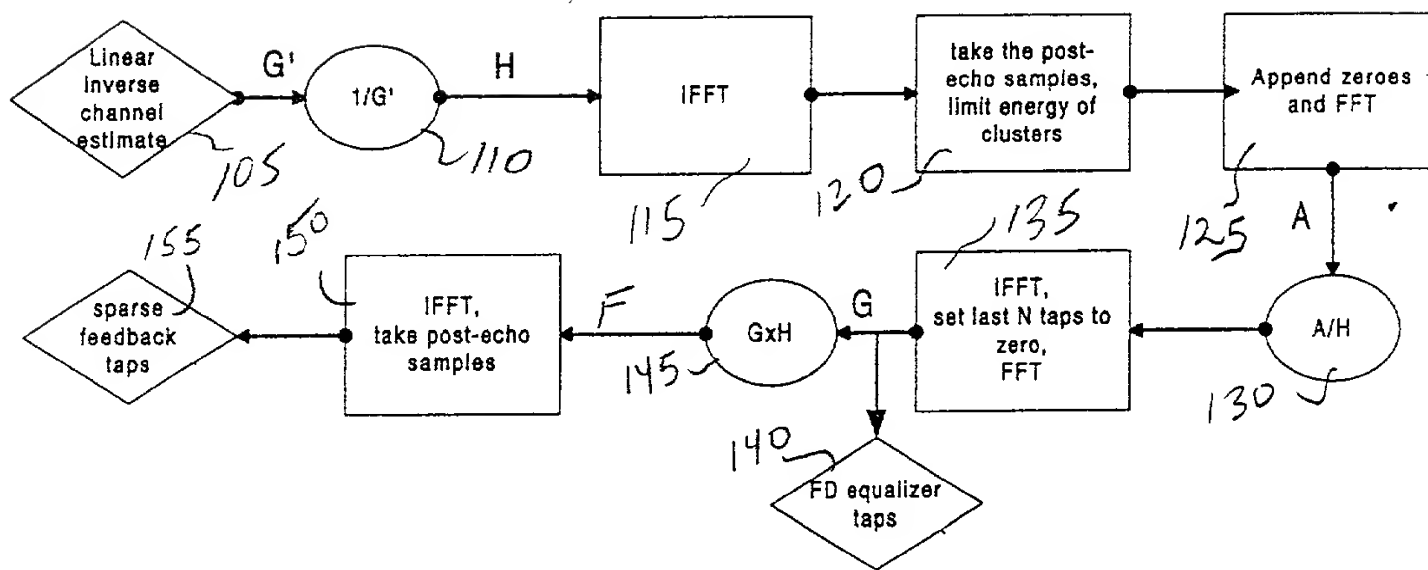 Linear
inverse
channel
estimate
105
G'
1/G'
110
H
IFFT
115
take the post-
echo samples,
limit energy of
clusters
120
Append zeroes
and FFT
125
A
A/H
130
135
IFFT,
set last N taps to
zero,
FFT
G
140
FD equalizer
taps
GxH
145
F
150
IFFT,
take post-echo
samples
155
sparse
feedback
taps